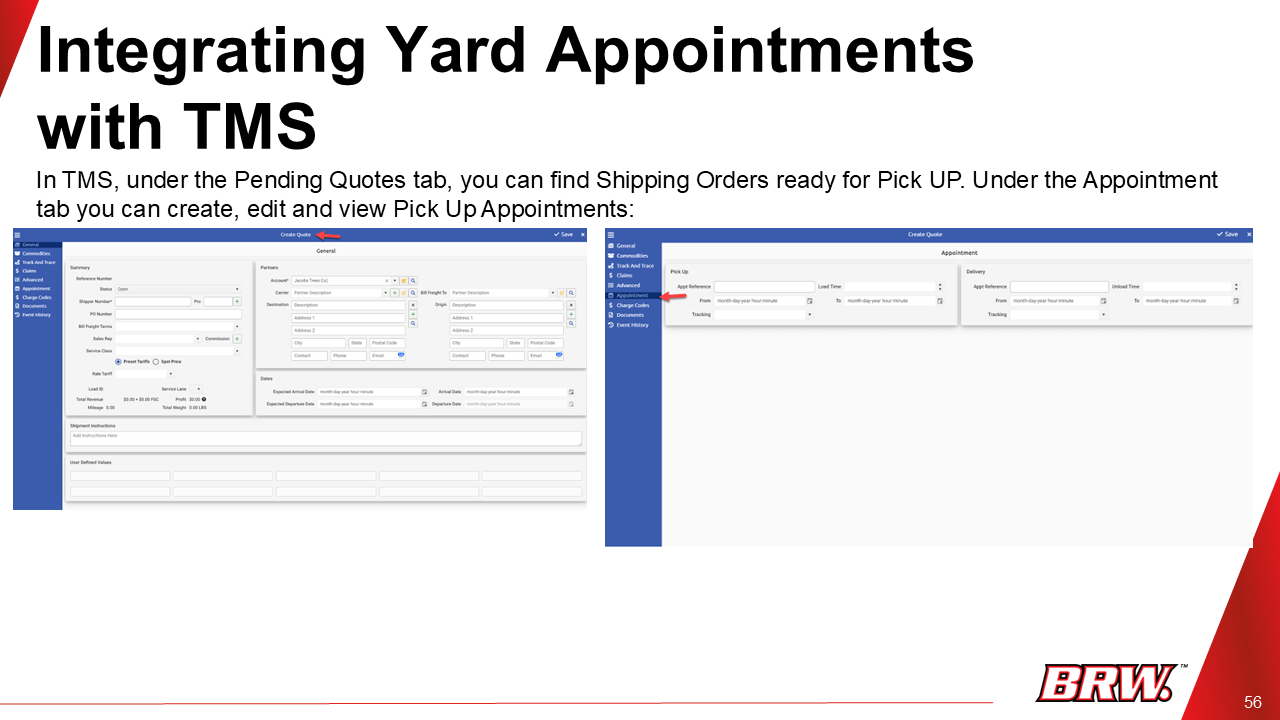 Integrating Yard Appointments
with TMS
In TMS, under the Pending Quotes tab, you can find Shipping Orders ready for Pick UP. Under the Appointment
tab you can create, edit and view Pick Up Appointments:
Create Quote
Save
General
Commodities
Track And Trace
Claims
Advanced
Appointment
Charge Codes
Documents
Event History
General
Summary
Reference Number
Status Open
Shipper Number* Pro
PO Number
Bill Freight Terms
Sales Rep Commission
Service Class
Preset Tariffs Spot Price
Rate Tariff
Load ID Service Lane
Total Revenue $0.00 + $0.00 FSC Profit $0.00
Mileage 0.00 Total Weight 0.00 LBS
Partners
Account* Jacobs Trees Co.
Carrier Partner Description Bill Freight To Partner Description
Destination Description Origin Description
Address 1 Address 1
Address 2 Address 2
City State Postal Code City State Postal Code
Contact Phone Email Contact Phone Email
Dates
Expected Arrival Date month-day-year hour:minute Arrival Date month-day-year hour:minute
Expected Departure Date month-day-year hour:minute Departure Date month-day-year hour:minute
Shipment Instructions
Add Instructions Here
User Defined Values
Create Quote
Save
General
Commodities
Track And Trace
Claims
Advanced
Appointment
Charge Codes
Documents
Event History
Appointment
Pick Up
Appt Reference Load Time
From month-day-year hour:minute To month-day-year hour:minute
Tracking
Delivery
Appt Reference Unload Time
From month-day-year hour:minute To month-day-year hour:minute
Tracking
BRW.™
56